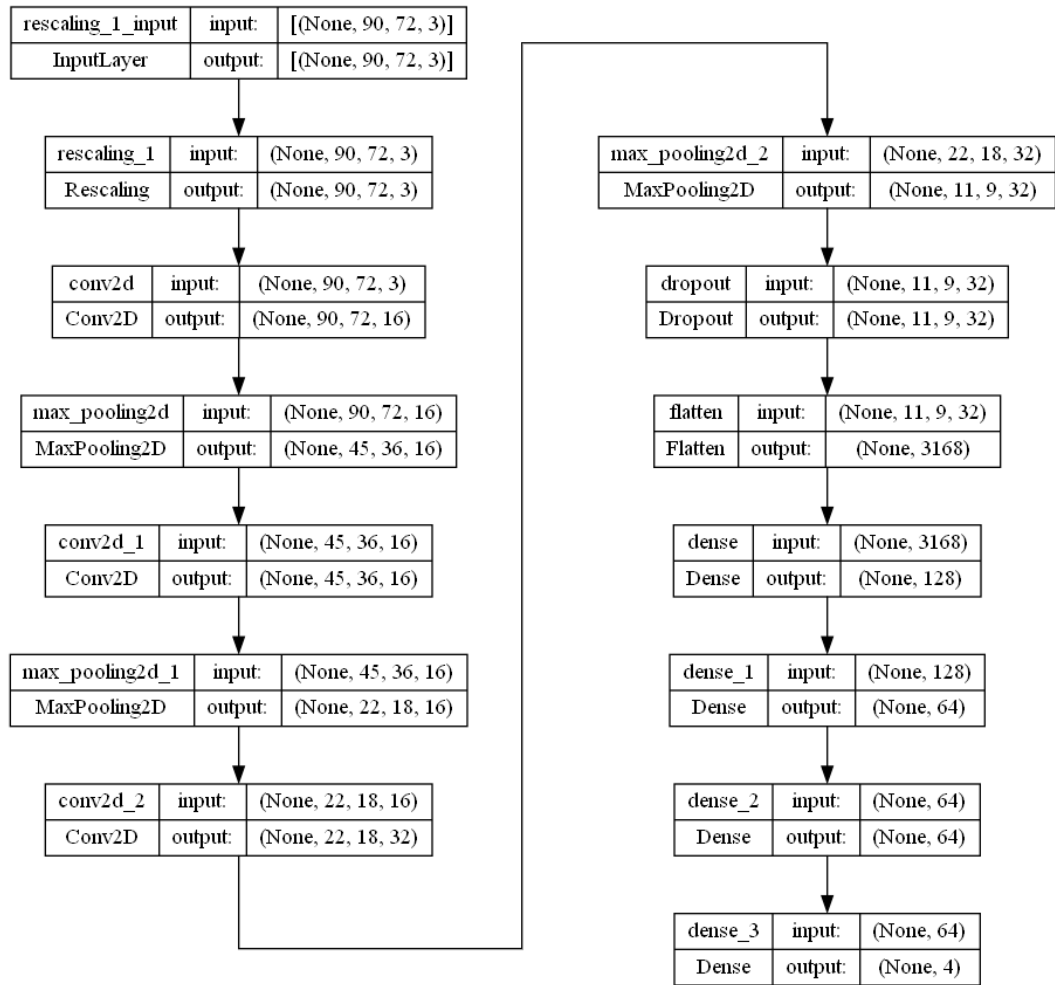 rescaling_1_input input: [(None, 90, 72, 3)]
InputLayer output: [(None, 90, 72, 3)]
rescaling_1 input: (None, 90, 72, 3)
Rescaling output: (None, 90, 72, 3)
conv2d input: (None, 90, 72, 3)
Conv2D output: (None, 90, 72, 16)
max_pooling2d input: (None, 90, 72, 16)
MaxPooling2D output: (None, 45, 36, 16)
conv2d_1 input: (None, 45, 36, 16)
Conv2D output: (None, 45, 36, 16)
max_pooling2d_1 input: (None, 45, 36, 16)
MaxPooling2D output: (None, 22, 18, 16)
conv2d_2 input: (None, 22, 18, 16)
Conv2D output: (None, 22, 18, 32)
max_pooling2d_2 input: (None, 22, 18, 32)
MaxPooling2D output: (None, 11, 9, 32)
dropout input: (None, 11, 9, 32)
Dropout output: (None, 11, 9, 32)
flatten input: (None, 11, 9, 32)
Flatten output: (None, 3168)
dense input: (None, 3168)
Dense output: (None, 128)
dense_1 input: (None, 128)
Dense output: (None, 64)
dense_2 input: (None, 64)
Dense output: (None, 64)
dense_3 input: (None, 64)
Dense output: (None, 4)